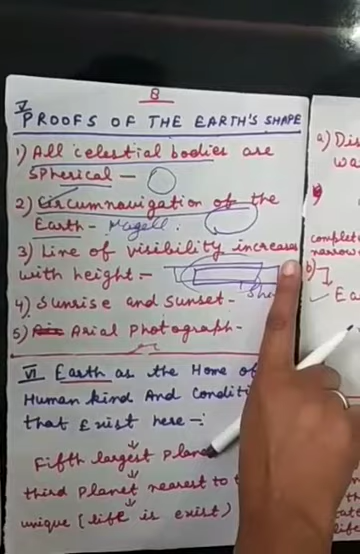 8
V PROOFS OF THE EARTH'S SHAPE
1) All celestial bodies are
Spherical —
2) Circumnavigation of the
Earth - Magell.
3) Line of visibility increases
with height -
4) Sunrise and Sunset-
5) Arial Photograph-
VI Earth as the Home of
Human kind And Conditi
that Exist here -:
Fifth largest plan
third planet nearest to t
unique (life is exist)
a) Dis
wa
complet
narrow
b)
Ea